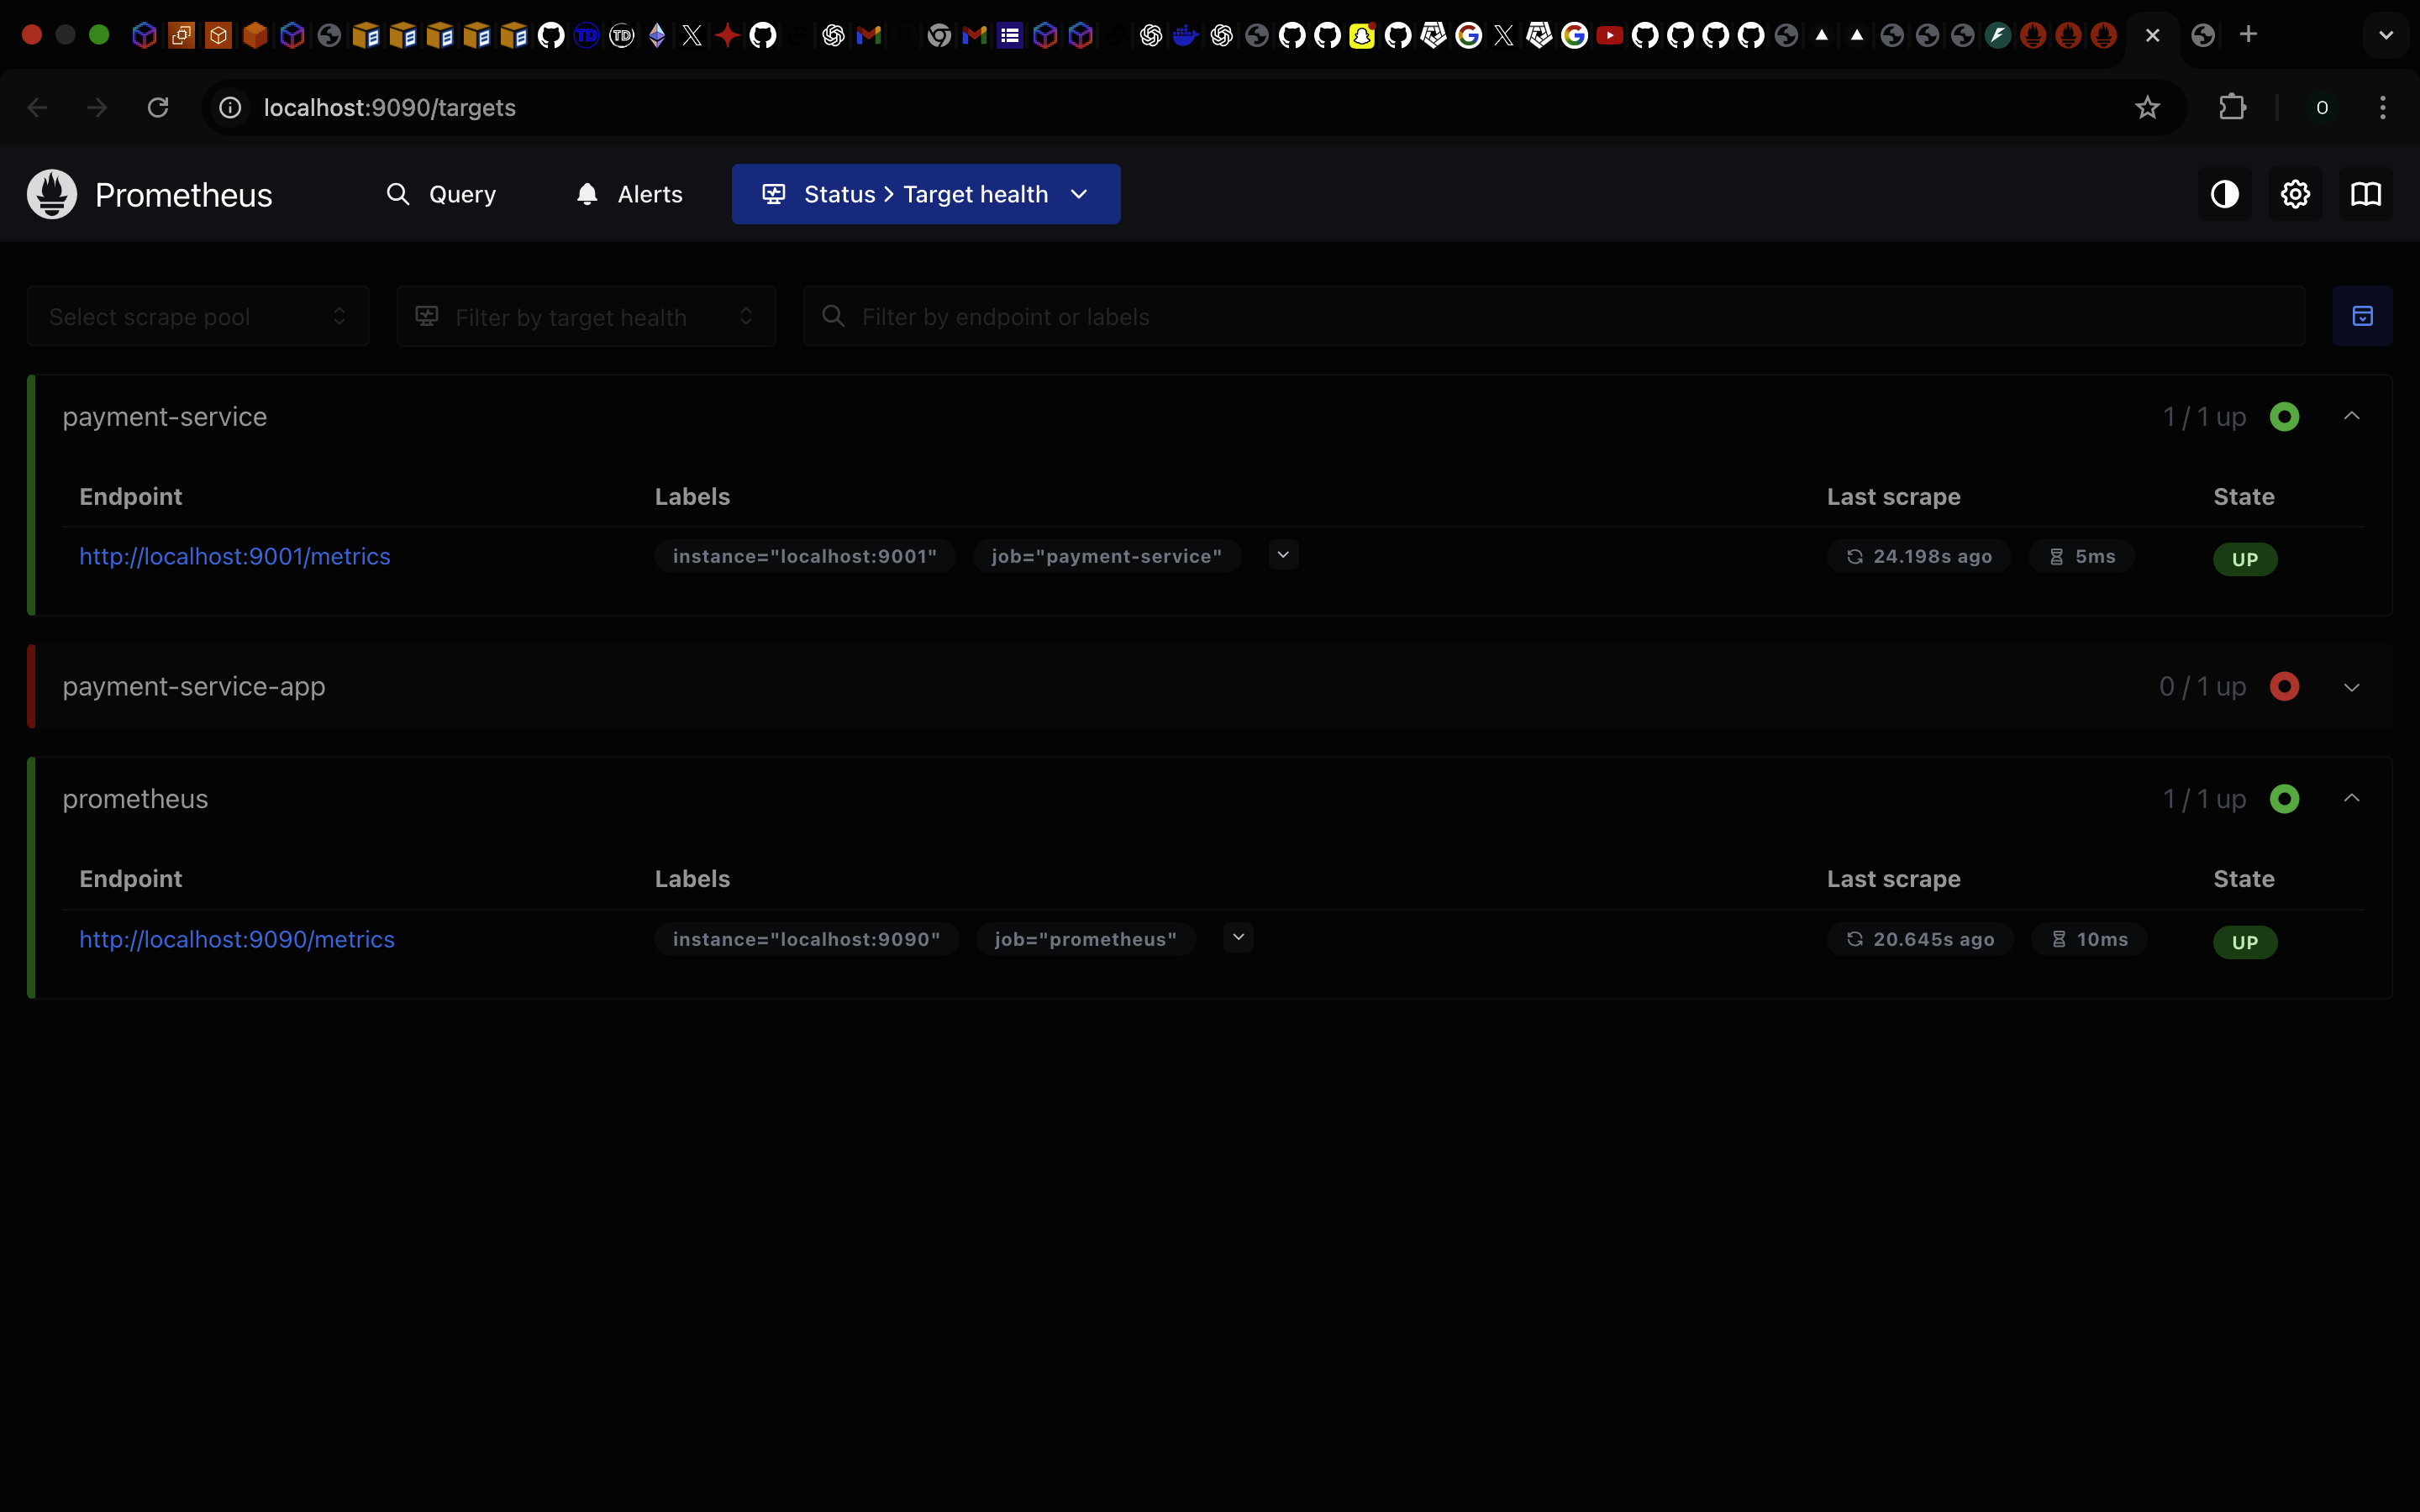 localhost:9090/targets
O
Prometheus
Query
Alerts
Status > Target health
Select scrape pool
Filter by target health
Filter by endpoint or labels
payment-service
1 / 1 up
Endpoint Labels Last scrape State
http://localhost:9001/metrics instance="localhost:9001" job="payment-service" 24.198s ago 5ms UP
payment-service-app
0 / 1 up
prometheus
1 / 1 up
Endpoint Labels Last scrape State
http://localhost:9090/metrics instance="localhost:9090" job="prometheus" 20.645s ago 10ms UP